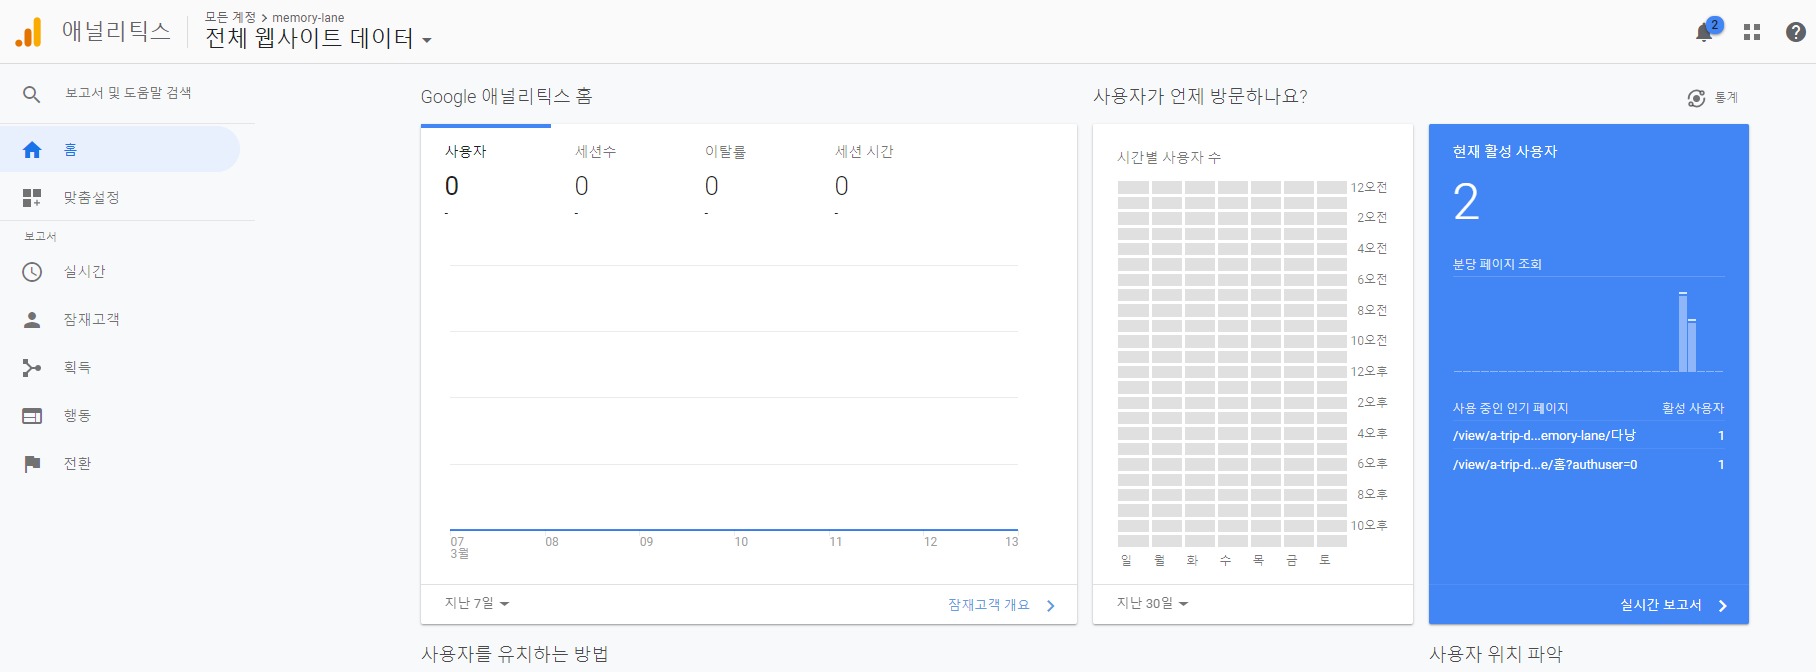 애널리틱스
모든 계정 > memory-lane
전체 웹사이트 데이터
2
보고서 및 도움말 검색
홈
맞춤설정
보고서
실시간
잠재고객
획득
행동
전환
Google 애널리틱스 홈
사용자 세션수 이탈률 세션 시간
0 0 0 0
- - - -
07 08 09 10 11 12 13
3월
지난 7일
잠재고객 개요
사용자가 언제 방문하나요?
시간별 사용자 수
12오전
2오전
4오전
6오전
8오전
10오전
12오후
2오후
4오후
6오후
8오후
10오후
일 월 화 수 목 금 토
지난 30일
통계
현재 활성 사용자
2
분당 페이지 조회
사용 중인 인기 페이지 활성 사용자
/view/a-trip-d...emory-lane/다낭 1
/view/a-trip-d...e/홈?authuser=0 1
실시간 보고서
사용자를 유치하는 방법
사용자 위치 파악